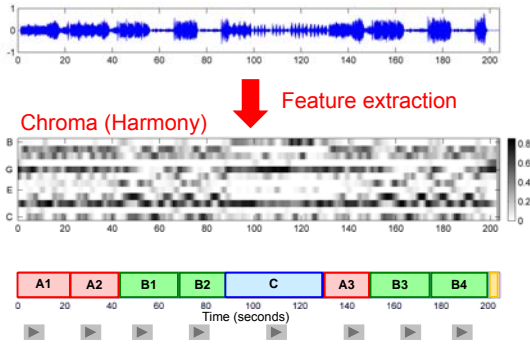 1
0
-1
0 20 40 60 80 100 120 140 160 180 200
Feature extraction
Chroma (Harmony)
B
G
E
C
0.8
0.6
0.4
0.2
0
0 20 40 60 80 100 120 140 160 180 200
A1 A2 B1 B2 C A3 B3 B4
0 20 40 60 80 100 120 140 160 180 200
Time (seconds)